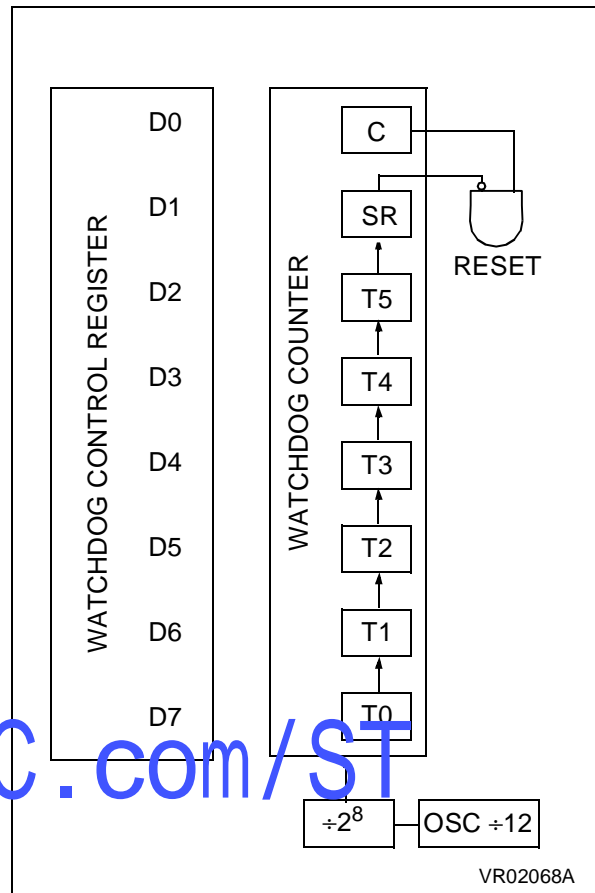 WATCHDOG CONTROL REGISTER
D0
D1
D2
D3
D4
D5
D6
D7
WATCHDOG COUNTER
C
SR
T5
T4
T3
T2
T1
T0
RESET
÷2⁸
OSC ÷12
C.com/ST
VR02068A